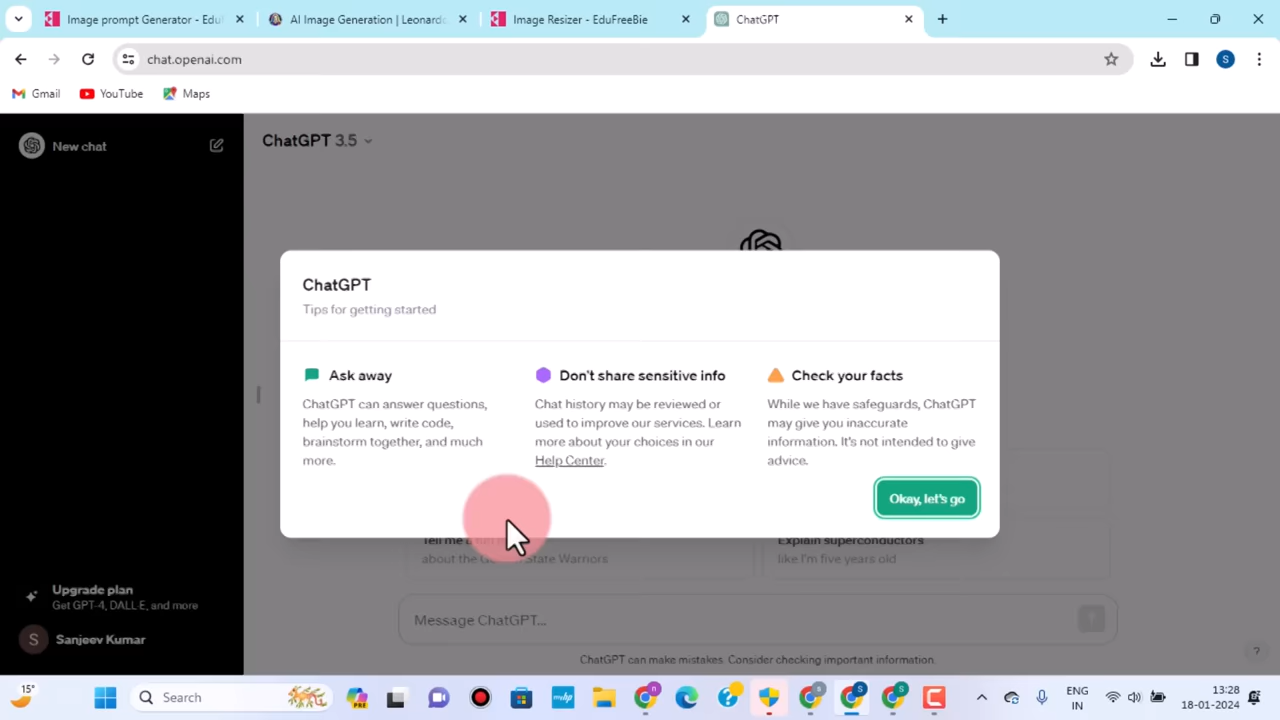 Image prompt Generator - Edu
AI Image Generation | Leonardo
Image Resizer - EduFreeBie
ChatGPT
chat.openai.com
S
Gmail
YouTube
Maps
New chat
ChatGPT 3.5
ChatGPT
Tips for getting started
Ask away
ChatGPT can answer questions,
help you learn, write code,
brainstorm together, and much
more.
Don't share sensitive info
Chat history may be reviewed or
used to improve our services. Learn
more about your choices in our
Help Center.
Check your facts
While we have safeguards, ChatGPT
may give you inaccurate
information. It's not intended to give
advice.
Okay, let's go
Tell me a
about the State Warriors
Explain superconductors
like I'm five years old
Upgrade plan
Get GPT-4, DALL·E, and more
S
Sanjeev Kumar
Message ChatGPT...
ChatGPT can make mistakes. Consider checking important information.
?
15°
Search
ENG
IN
13:28
18-01-2024